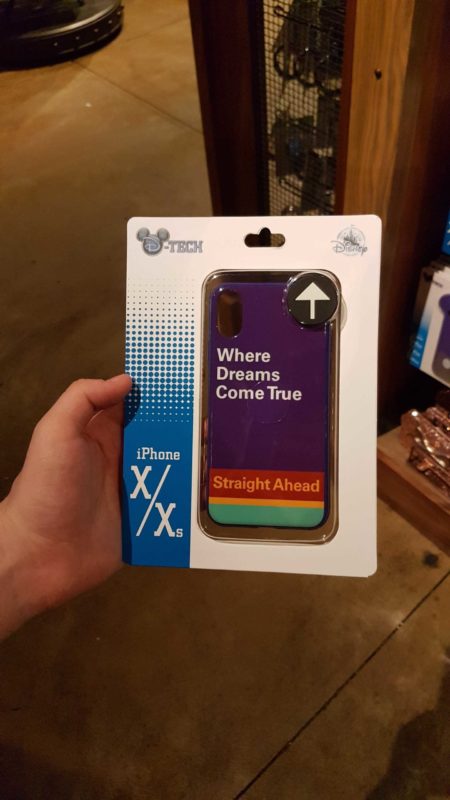 D-TECH
Disney
Where
Dreams
Come True
Straight Ahead
iPhone
X/Xs